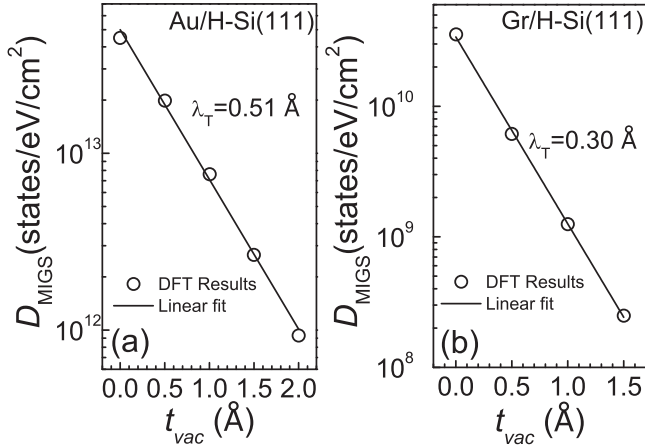 Au/H-Si(111)
λ_T=0.51 Å
10^13
10^12
D_MIGS(states/eV/cm^2)
DFT Results
Linear fit
(a)
0.0 0.5 1.0 1.5 2.0
t_vac (Å)
Gr/H-Si(111)
λ_T=0.30 Å
10^10
10^9
10^8
D_MIGS(states/eV/cm^2)
DFT Results
Linear fit
(b)
0.0 0.5 1.0 1.5
t_vac (Å)